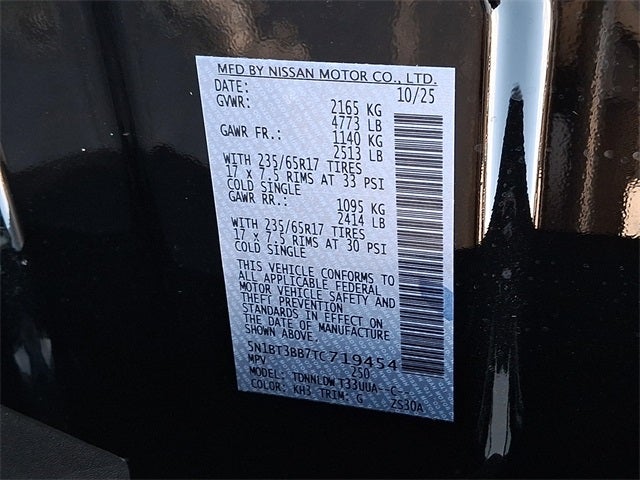 MFD BY NISSAN MOTOR CO., LTD.
DATE: 10/25
GVWR: 2165 KG
4773 LB
GAWR FR.: 1140 KG
2513 LB
WITH 235/65R17 TIRES
17 x 7.5 RIMS AT 33 PSI
COLD SINGLE
GAWR RR.: 1095 KG
2414 LB
WITH 235/65R17 TIRES
17 x 7.5 RIMS AT 30 PSI
COLD SINGLE
THIS VEHICLE CONFORMS TO
ALL APPLICABLE FEDERAL
MOTOR VEHICLE SAFETY AND
THEFT PREVENTION
STANDARDS IN EFFECT ON
THE DATE OF MANUFACTURE
SHOWN ABOVE.
5N1BT3BB7TC719454
MPV 250
MODEL: TDNNLDW T33UUA--C-
COLOR: KH3 TRIM: G ZS30A